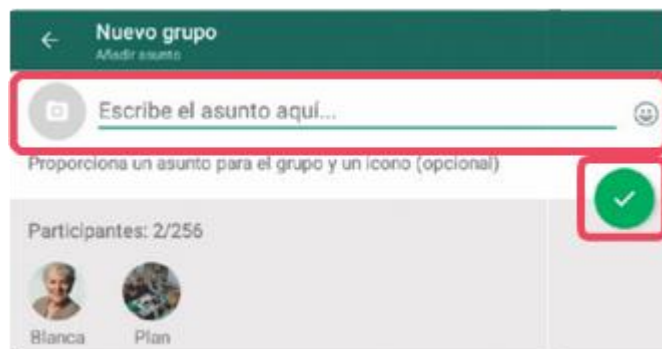 Nuevo grupo
Añadir asunto
Escribe el asunto aquí...
Proporciona un asunto para el grupo y un icono (opcional)
Participantes: 2/256
Blanca Plan